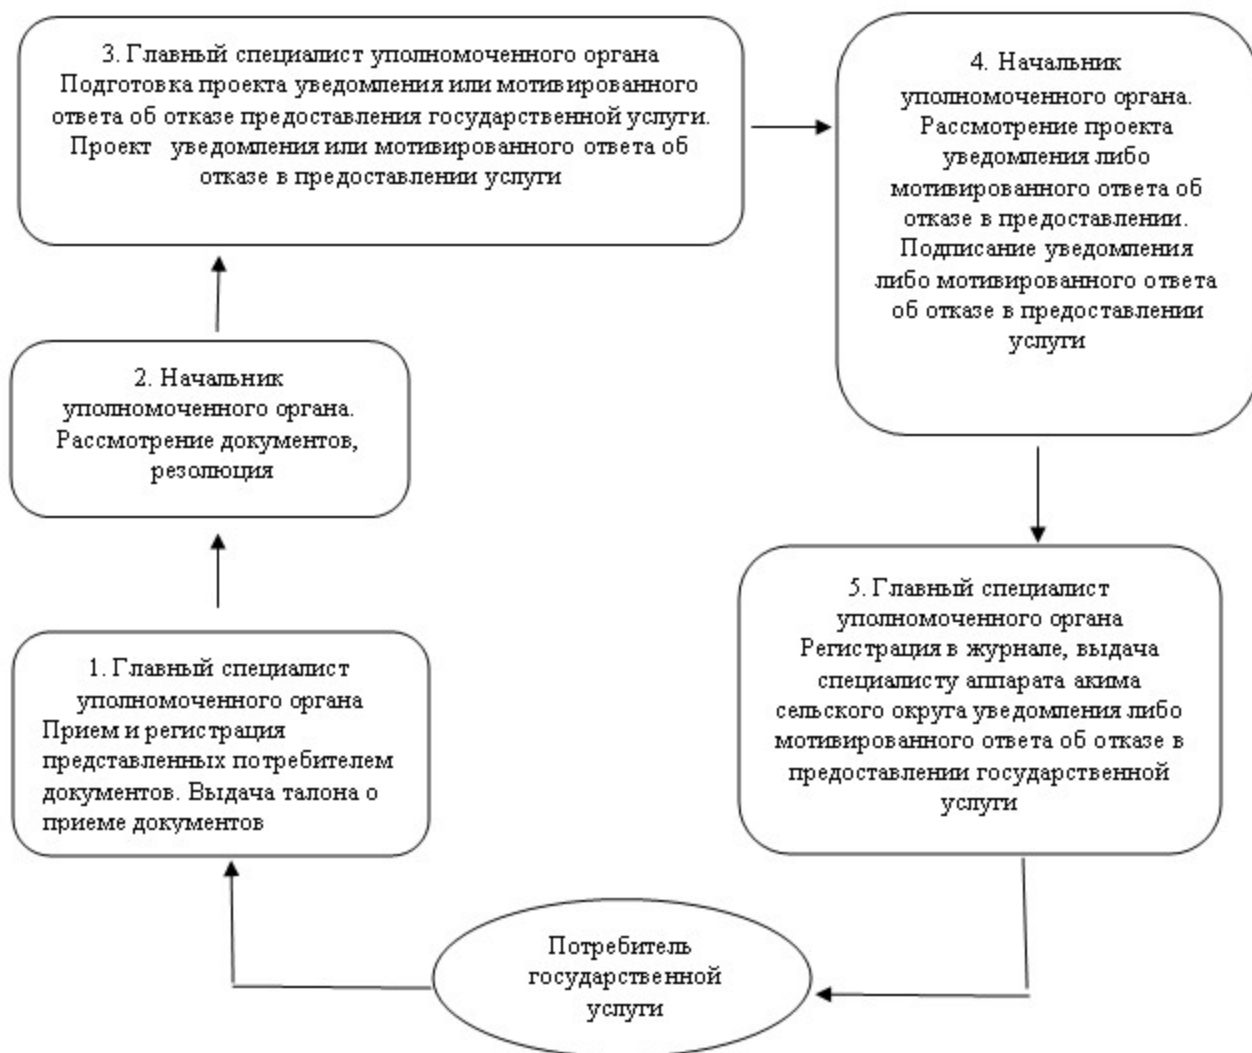 3. Главный специалист уполномоченного органа
Подготовка проекта уведомления или мотивированного
ответа об отказе предоставления государственной услуги.
Проект уведомления или мотивированного ответа об
отказе в предоставлении услуги
4. Начальник
уполномоченного органа.
Рассмотрение проекта
уведомления либо
мотивированного ответа об
отказе в предоставлении.
Подписание уведомления
либо мотивированного ответа
об отказе в предоставлении
услуги
2. Начальник
уполномоченного органа.
Рассмотрение документов,
резолюция
5. Главный специалист
уполномоченного органа
Регистрация в журнале, выдача
специалисту аппарата акима
сельского округа уведомления либо
мотивированного ответа об отказе в
предоставлении государственной
услуги
1. Главный специалист
уполномоченного органа
Прием и регистрация
представленных потребителем
документов. Выдача талона о
приеме документов
Потребитель
государственной
услуги